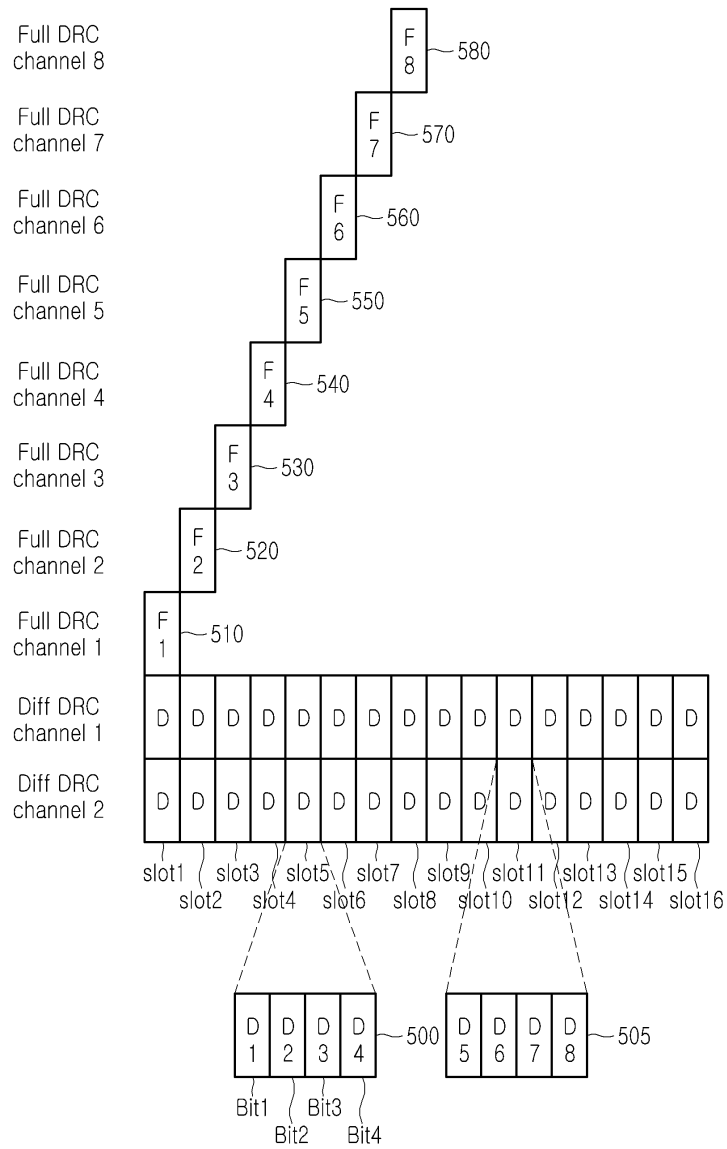 Full DRC
channel 8
F
8
580
Full DRC
channel 7
F
7
570
Full DRC
channel 6
F
6
560
Full DRC
channel 5
F
5
550
Full DRC
channel 4
F
4
540
Full DRC
channel 3
F
3
530
Full DRC
channel 2
F
2
520
Full DRC
channel 1
F
1
510
Diff DRC
channel 1
D D D D D D D D D D D D D D D D
Diff DRC
channel 2
D D D D D D D D D D D D D D D D
slot1 slot3 slot5 slot7 slot9 slot11 slot13 slot15
slot2 slot4 slot6 slot8 slot10 slot12 slot14 slot16
D D D D
1 2 3 4
500
D D D D
5 6 7 8
505
Bit1 Bit3
Bit2 Bit4